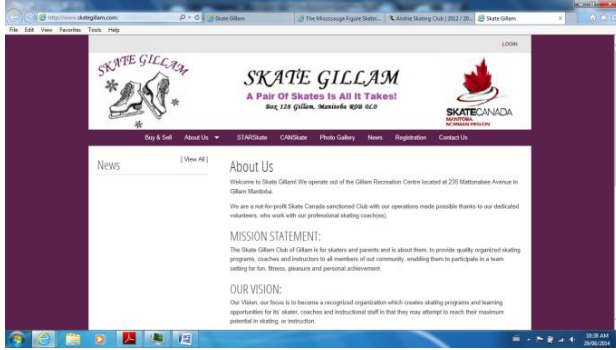 http://www.skategillam.com/
Skate Gillam
The Mississauga Figure Skatin...
Airdrie Skating Club | 2012 / 20...
Skate Gillam
File Edit View Favorites Tools Help
LOGIN
SKATE GILLAM
SKATE GILLAM
A Pair Of Skates Is All It Takes!
Box 128 Gillam, Manitoba R0B 0L0
SKATECANADA
MANITOBA
NORMAN REGION
Buy & Sell About Us STARSkate CANSkate Photo Gallery News Registration Contact Us
News
[ View All ]
About Us
Welcome to Skate Gillam! We operate out of the Gillam Recreation Centre located at 235 Mattonabee Avenue in
Gillam Manitoba.
We are a not-for-profit Skate Canada sanctioned Club with our operations made possible thanks to our dedicated
volunteers, who work with our professional skating coach(es).
MISSION STATEMENT:
The Skate Gillam Club of Gillam is for skaters and parents and is about them, to provide quality organized skating
programs, coaches and instructors to all members of out community, enabling them to participate in a team
setting for fun, fitness, pleasure and personal achievement.
OUR VISION:
Our Vision, our focus is to become a recognized organization which creates skating programs and learning
opportunities for its' skater, coaches and instructional staff in that they may attempt to reach their maximum
potential in skating, or instruction.
10:38 AM
28/06/2014